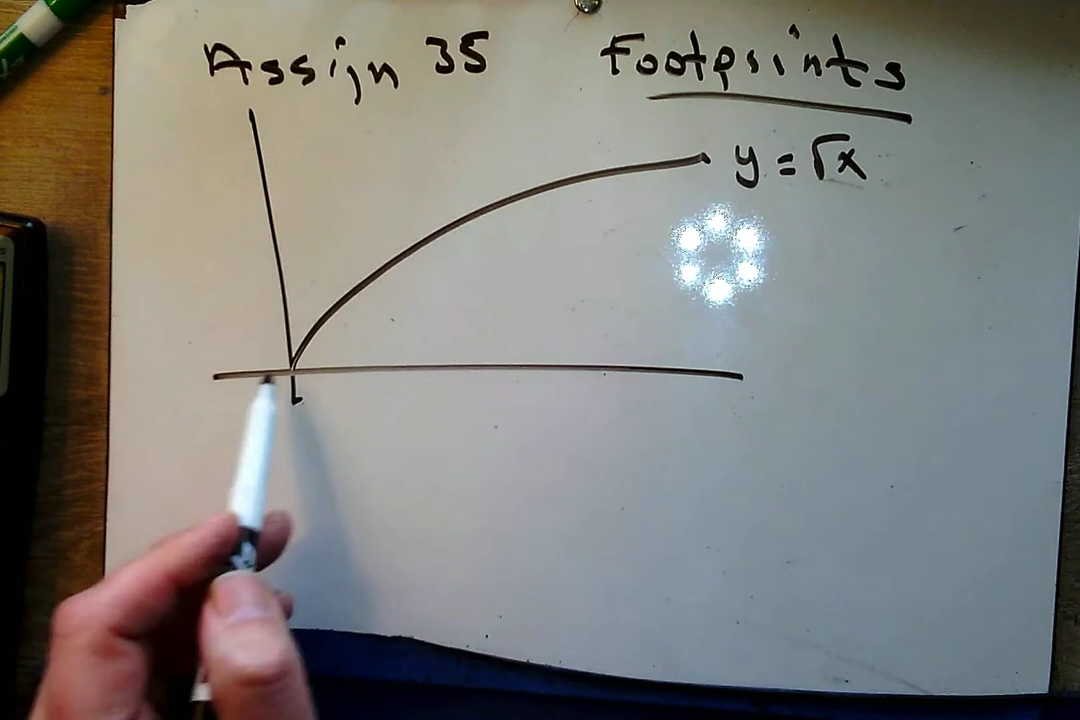 Assign 35 Footprints
y = √x